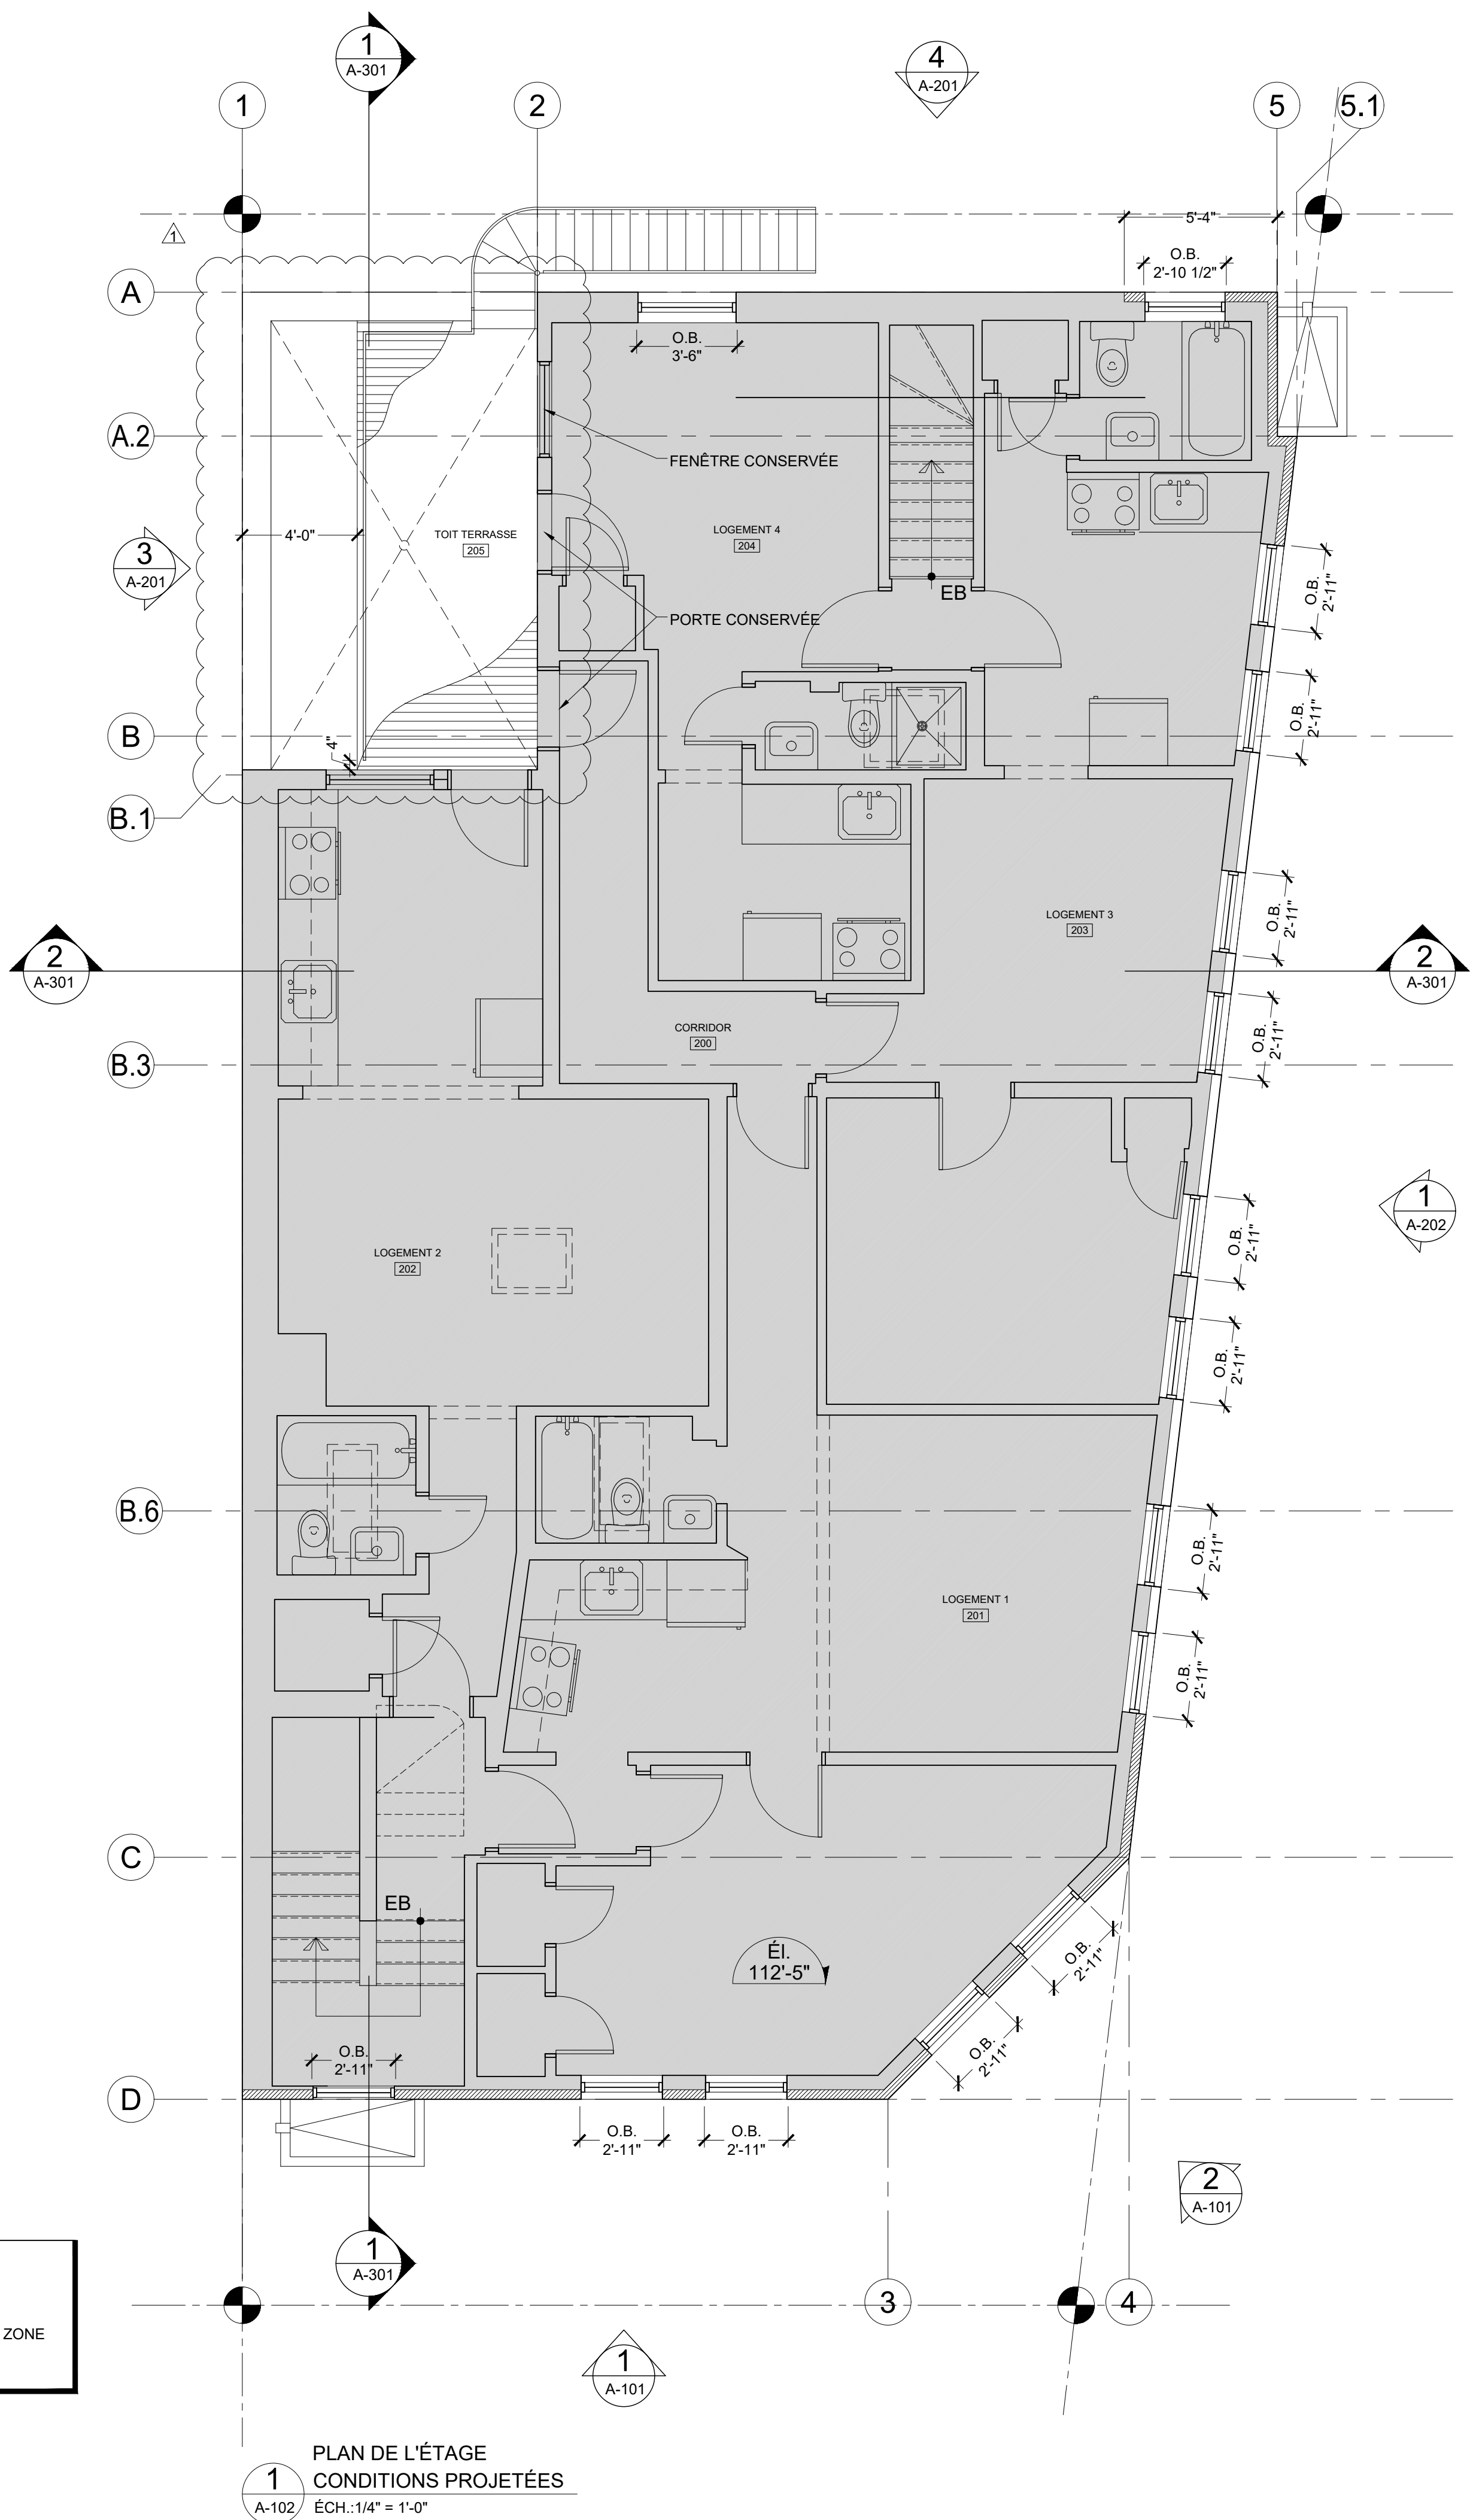 1
A-301
4
A-201
1
2
5
5.1
1
5'-4"
O.B.
2'-10 1/2"
A
O.B.
3'-6"
A.2
FENÊTRE CONSERVÉE
4'-0"
TOIT TERRASSE
205
LOGEMENT 4
204
3
A-201
EB
O.B.
2'-11"
PORTE CONSERVÉE
O.B.
2'-11"
B
4"
B.1
O.B.
2'-11"
LOGEMENT 3
203
2
A-301
2
A-301
O.B.
2'-11"
CORRIDOR
200
B.3
1
A-202
O.B.
2'-11"
LOGEMENT 2
202
O.B.
2'-11"
B.6
O.B.
2'-11"
LOGEMENT 1
201
O.B.
2'-11"
C
EB
Él.
112'-5"
O.B.
2'-11"
O.B.
2'-11"
O.B.
2'-11"
D
O.B.
2'-11"
O.B.
2'-11"
2
A-101
1
A-301
3
4
ZONE
1
A-101
PLAN DE L'ÉTAGE
CONDITIONS PROJETÉES
1
A-102
ÉCH.:1/4" = 1'-0"